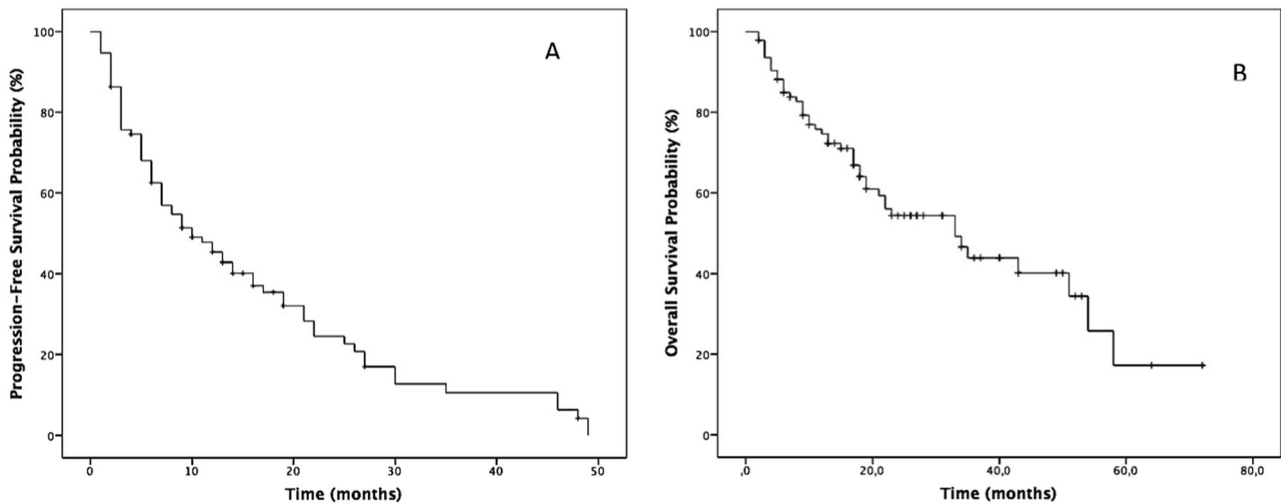 A
Progression-Free Survival Probability (%)
100
80
60
40
20
0
0 10 20 30 40 50
Time (months)
B
Overall Survival Probability (%)
100
80
60
40
20
0
,0 20,0 40,0 60,0 80,0
Time (months)